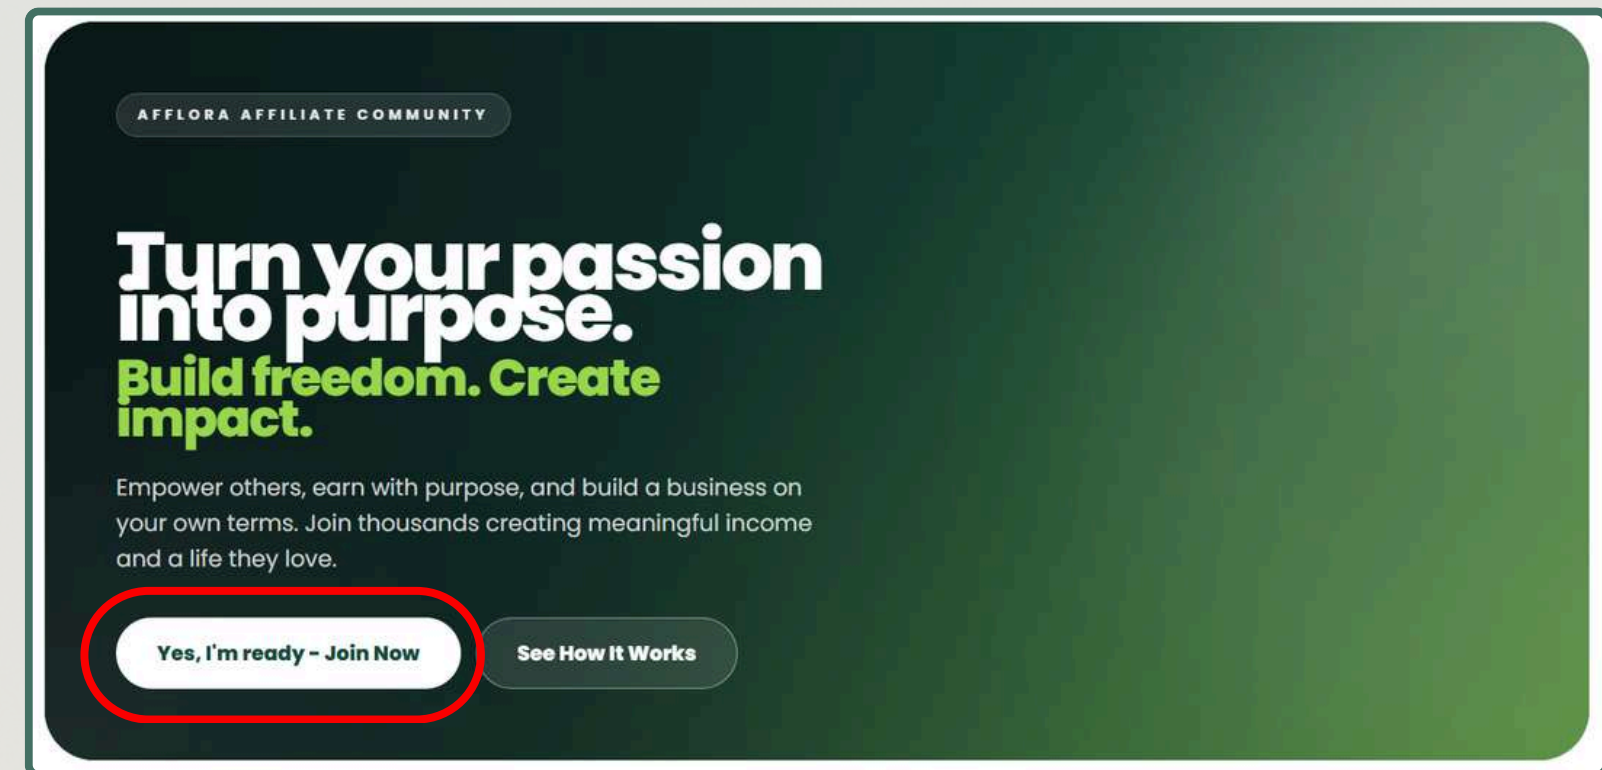 AFFLORA AFFILIATE COMMUNITY
Turn your passion
into purpose.
Build freedom. Create
impact.
Empower others, earn with purpose, and build a business on
your own terms. Join thousands creating meaningful income
and a life they love.
Yes, I'm ready - Join Now
See How It Works